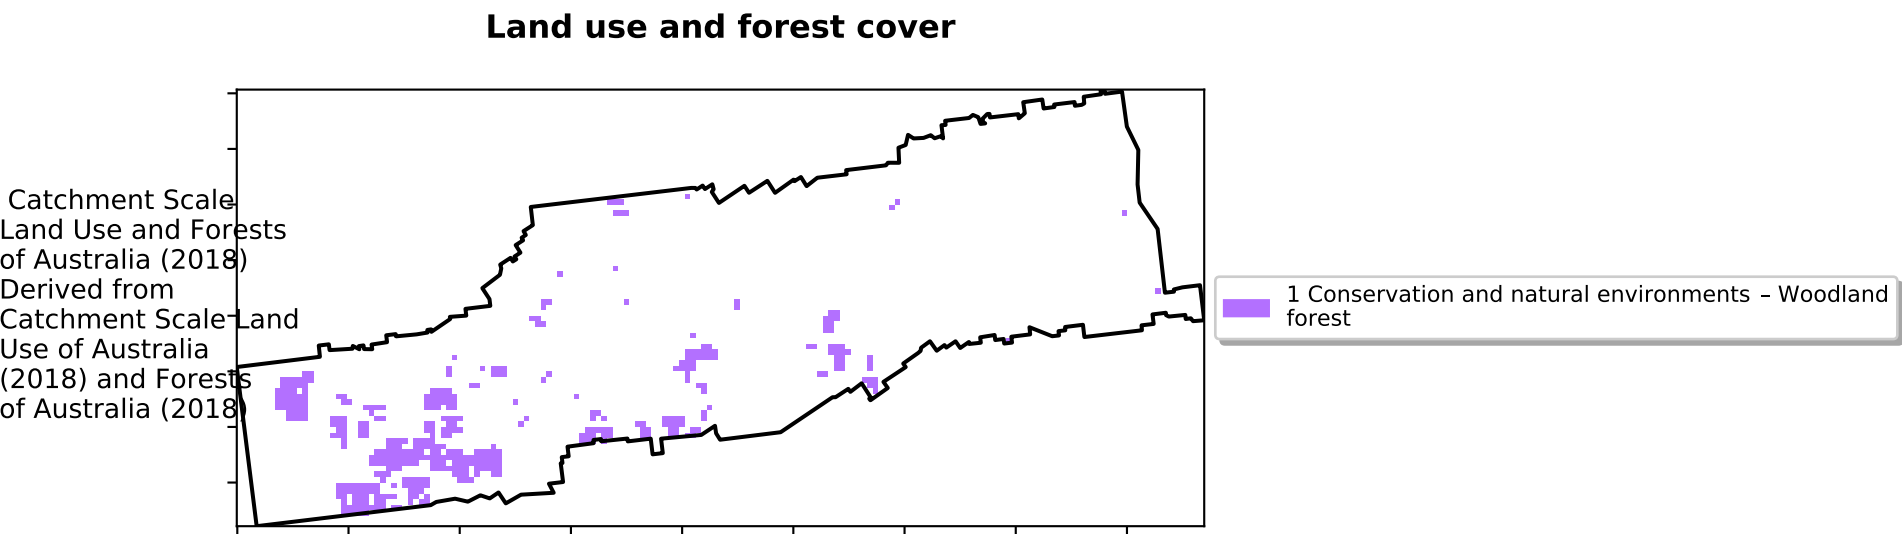 Land use and forest cover
Catchment Scale
Land Use and Forests
of Australia (2018)
Derived from
Catchment Scale Land
Use of Australia
(2018) and Forests
of Australia (2018)
1 Conservation and natural environments – Woodland
forest